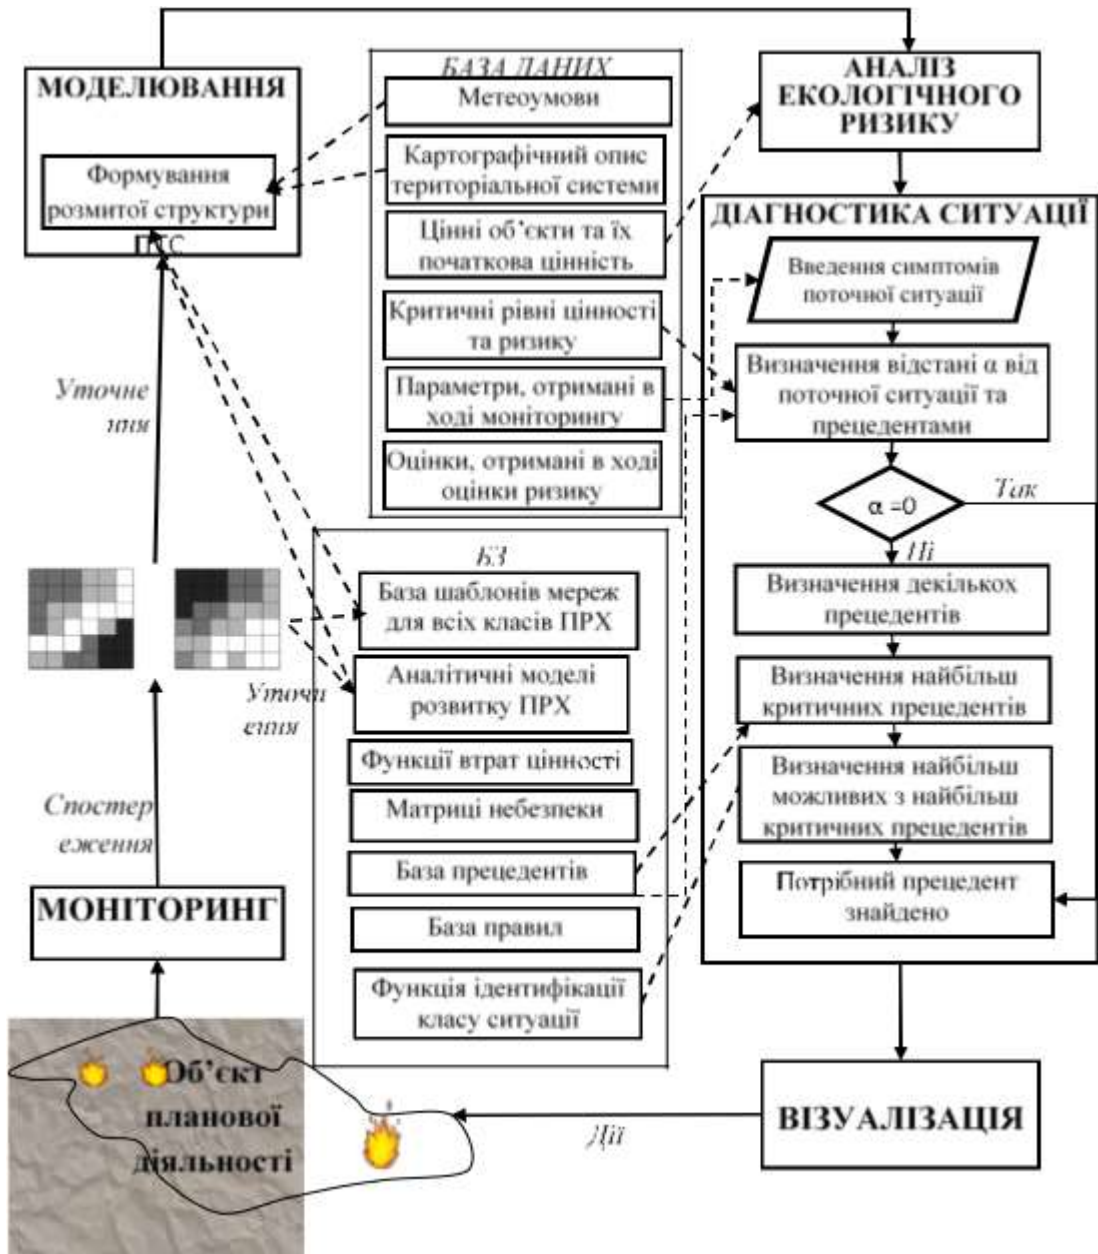 МОДЕЛЮВАННЯ
Формування
розмитої структури
ПТС
БАЗА ДАНИХ
Метеоумови
Картографічний опис
територіальної системи
Цінні об’єкти та їх
початкова цінність
Критичні рівні цінності
та ризику
Параметри, отримані в
ході моніторингу
Оцінки, отримані в ході
оцінки ризику
АНАЛІЗ
ЕКОЛОГІЧНОГО
РИЗИКУ
ДІАГНОСТИКА СИТУАЦІЇ
Введення симптомів
поточної ситуації
Визначення відстані α від
поточної ситуації та
прецедентами
α =0
Так
Ні
Визначення декількох
прецедентів
Визначення найбільш
критичних прецедентів
Визначення найбільш
можливих з найбільш
критичних прецедентів
Потрібний прецедент
знайдено
Уточне
ння
БЗ
База шаблонів мереж
для всіх класів ПРХ
Аналітичні моделі
розвитку ПРХ
Функції втрат цінності
Матриці небезпеки
База прецедентів
База правил
Функція ідентифікації
класу ситуації
Уточн
ення
Спостер
еження
МОНІТОРИНГ
Об’єкт
планової
діяльності
Дії
ВІЗУАЛІЗАЦІЯ